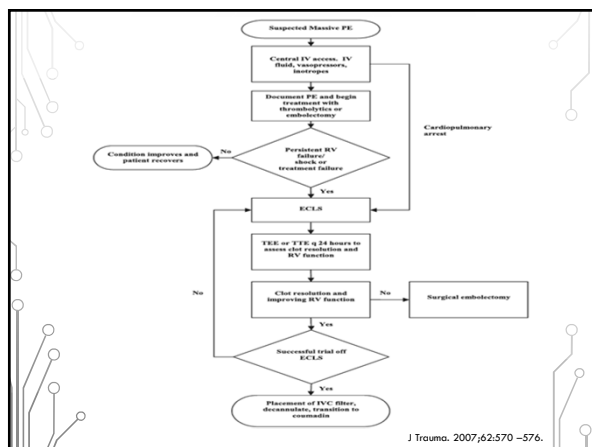 Suspected Massive PE
Central IV access. IV
fluid, vasopressors,
inotropes
Document PE and begin
treatment with
thrombolytics or
embolectomy
Cardiopulmonary
arrest
Persistent RV
failure/
shock or
treatment failure
No
Condition improves and
patient recovers
Yes
ECLS
TEE or TTE q 24 hours to
assess clot resolution and
RV function
No
Clot resolution and
improving RV function
No
Surgical embolectomy
Yes
Successful trial off
ECLS
Yes
Placement of IVC filter,
decannulate, transition to
coumadin
J Trauma. 2007;62:570 –576.